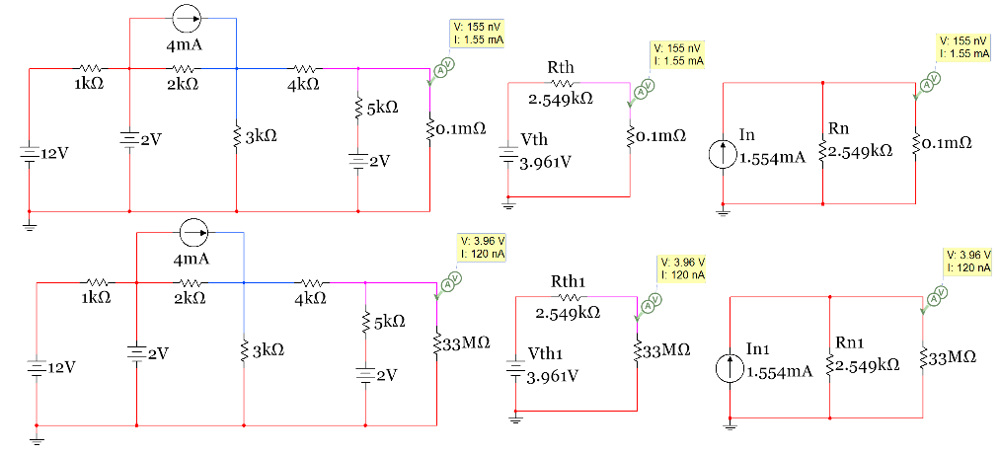 V: 155 nV
I: 1.55 mA
4mA
1kΩ
2kΩ
4kΩ
5kΩ
12V
2V
3kΩ
2V
0.1mΩ
V: 155 nV
I: 1.55 mA
Rth
2.549kΩ
Vth
3.961V
0.1mΩ
V: 155 nV
I: 1.55 mA
In
1.554mA
Rn
2.549kΩ
0.1mΩ
V: 3.96 V
I: 120 nA
4mA
1kΩ
2kΩ
4kΩ
5kΩ
12V
2V
3kΩ
2V
33MΩ
V: 3.96 V
I: 120 nA
Rth1
2.549kΩ
Vth1
3.961V
33MΩ
V: 3.96 V
I: 120 nA
In1
1.554mA
Rn1
2.549kΩ
33MΩ
A V
A V
A V
A V
A V
A V